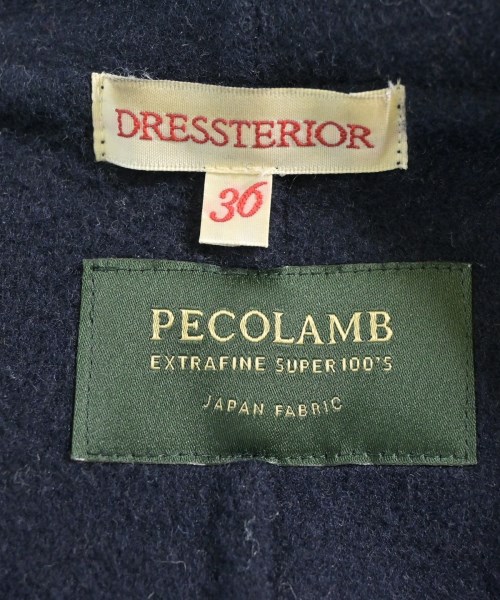 DRESSTERIOR
36
PECOLAMB
EXTRAFINE SUPER100'S
JAPAN FABRIC